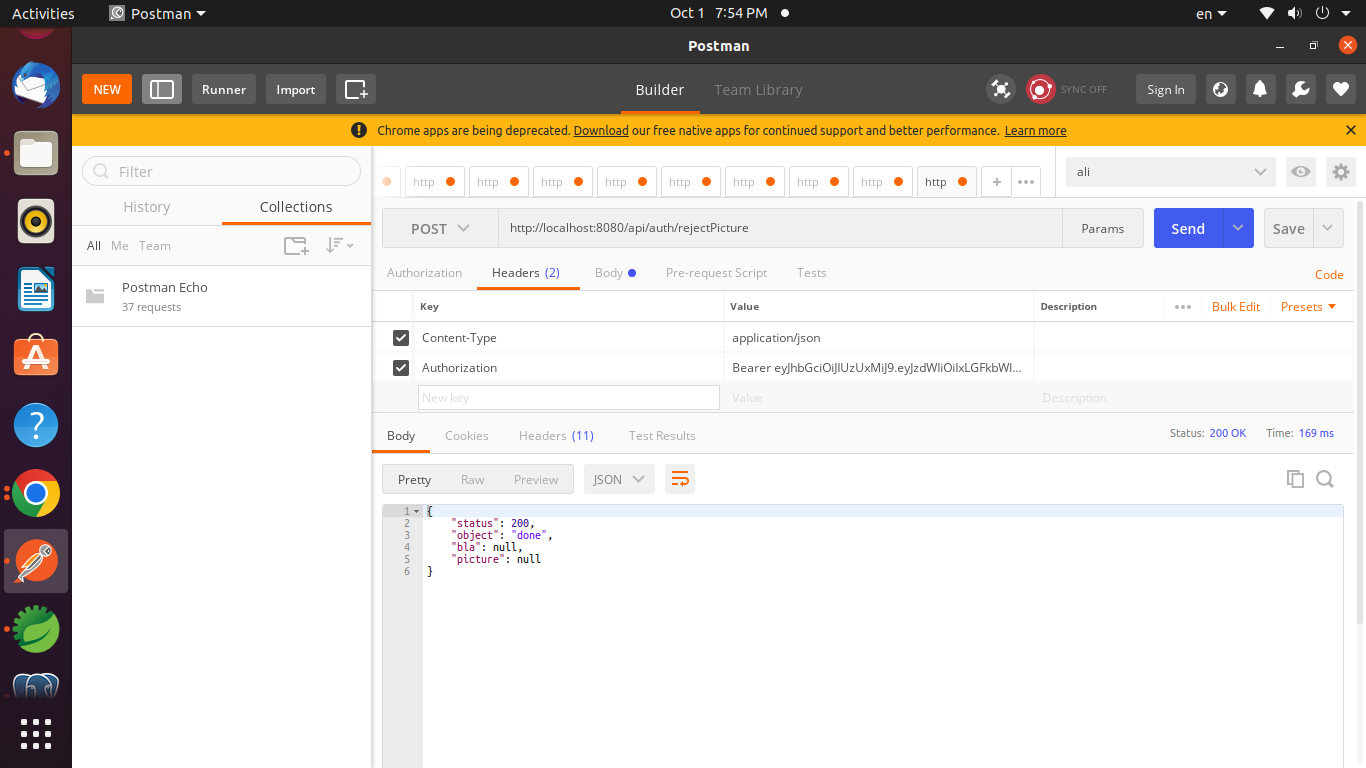 Activities Postman Oct 1 7:54 PM en
Postman
NEW Runner Import Builder Team Library SYNC OFF Sign In
Chrome apps are being deprecated. Download our free native apps for continued support and better performance. Learn more
Filter
History Collections
All Me Team
Postman Echo
37 requests
http http http http http http http http http + ••• ali
POST http://localhost:8080/api/auth/rejectPicture Params Send Save
Authorization Headers (2) Body Pre-request Script Tests Code
Key Value Description ••• Bulk Edit Presets
Content-Type application/json
Authorization Bearer eyJhbGciOiJIUzUxMiJ9.eyJzdWIiOiIxLGFkbWl...
New key Value Description
Body Cookies Headers (11) Test Results Status: 200 OK Time: 169 ms
Pretty Raw Preview JSON
1 {
2 "status": 200,
3 "object": "done",
4 "bla": null,
5 "picture": null
6 }